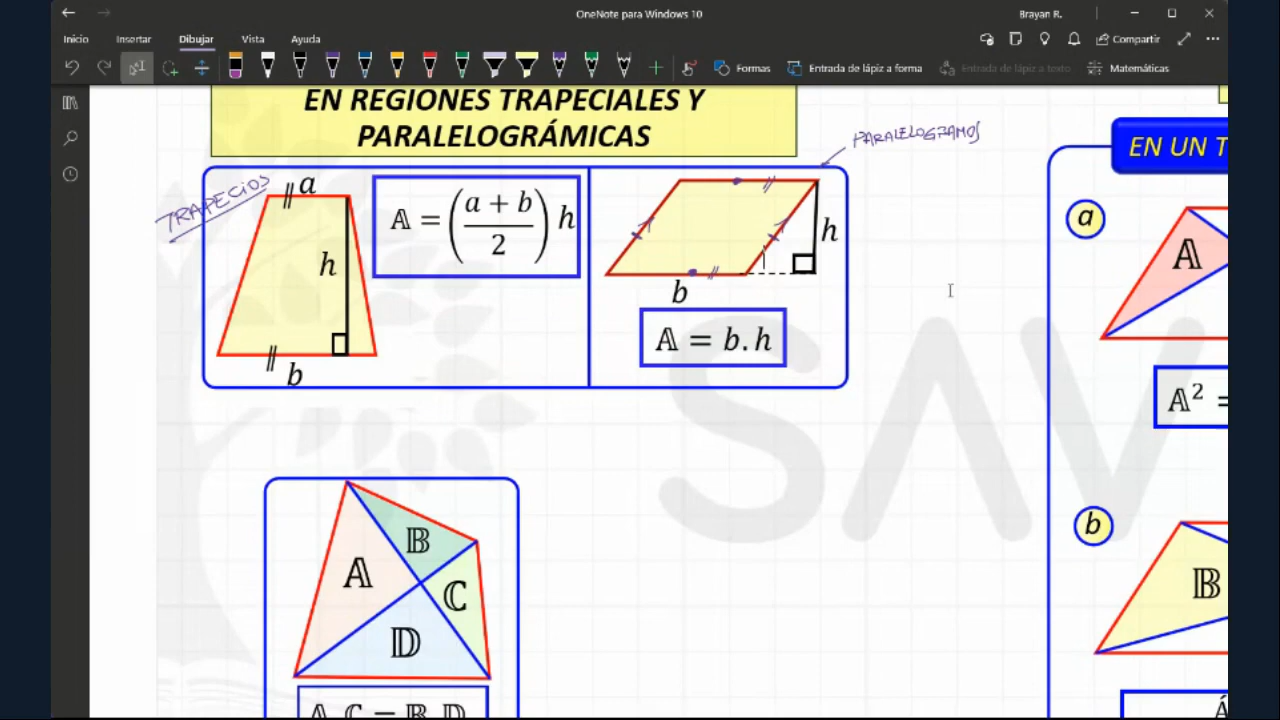 OneNote para Windows 10
Brayan R.
Inicio
Insertar
Dibujar
Vista
Ayuda
Compartir
Formas
Entrada de lápiz a forma
Entrada de lápiz a texto
Matemáticas
EN REGIONES TRAPECIALES Y
PARALELOGRÁMICAS
PARALELOGRAMOS
EN UN T
TRAPECIOS
a
h
b
𝔸 = ((a + b)/2) h
h
b
𝔸 = b.h
a
𝔸
𝔸² =
SAV
𝔸
𝔹
ℂ
𝔻
𝔸.ℂ = 𝔹.𝔻
b
𝔹
Á